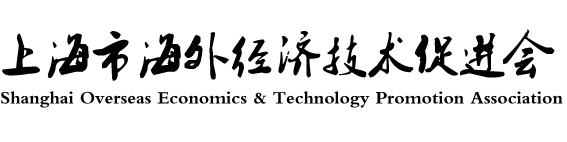 上海市海外经济技术促进会
Shanghai Overseas Economics & Technology Promotion Association